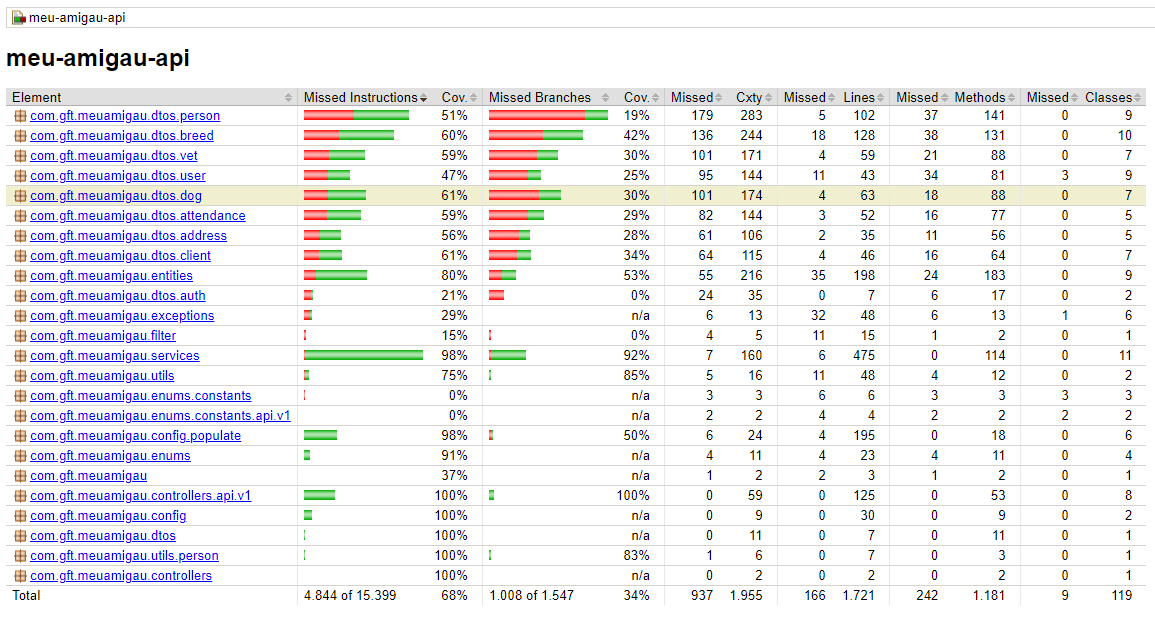 meu-amigau-api
meu-amigau-api
Element Missed Instructions Cov. Missed Branches Cov. Missed Cxty Missed Lines Missed Methods Missed Classes
com.gft.meuamigau.dtos.person 51% 19% 179 283 5 102 37 141 0 9
com.gft.meuamigau.dtos.breed 60% 42% 136 244 18 128 38 131 0 10
com.gft.meuamigau.dtos.vet 59% 30% 101 171 4 59 21 88 0 7
com.gft.meuamigau.dtos.user 47% 25% 95 144 11 43 34 81 3 9
com.gft.meuamigau.dtos.dog 61% 30% 101 174 4 63 18 88 0 7
com.gft.meuamigau.dtos.attendance 59% 29% 82 144 3 52 16 77 0 5
com.gft.meuamigau.dtos.address 56% 28% 61 106 2 35 11 56 0 5
com.gft.meuamigau.dtos.client 61% 34% 64 115 4 46 16 64 0 7
com.gft.meuamigau.entities 80% 53% 55 216 35 198 24 183 0 9
com.gft.meuamigau.dtos.auth 21% 0% 24 35 0 7 6 17 0 2
com.gft.meuamigau.exceptions 29% n/a 6 13 32 48 6 13 1 6
com.gft.meuamigau.filter 15% 0% 4 5 11 15 1 2 0 1
com.gft.meuamigau.services 98% 92% 7 160 6 475 0 114 0 11
com.gft.meuamigau.utils 75% 85% 5 16 11 48 4 12 0 2
com.gft.meuamigau.enums.constants 0% n/a 3 3 6 6 3 3 3 3
com.gft.meuamigau.enums.constants.api.v1 0% n/a 2 2 4 4 2 2 2 2
com.gft.meuamigau.config.populate 98% 50% 6 24 4 195 0 18 0 6
com.gft.meuamigau.enums 91% n/a 4 11 4 23 4 11 0 4
com.gft.meuamigau 37% n/a 1 2 2 3 1 2 0 1
com.gft.meuamigau.controllers.api.v1 100% 100% 0 59 0 125 0 53 0 8
com.gft.meuamigau.config 100% n/a 0 9 0 30 0 9 0 2
com.gft.meuamigau.dtos 100% n/a 0 11 0 7 0 11 0 1
com.gft.meuamigau.utils.person 100% 83% 1 6 0 7 0 3 0 1
com.gft.meuamigau.controllers 100% n/a 0 2 0 2 0 2 0 1
Total 4.844 of 15.399 68% 1.008 of 1.547 34% 937 1.955 166 1.721 242 1.181 9 119